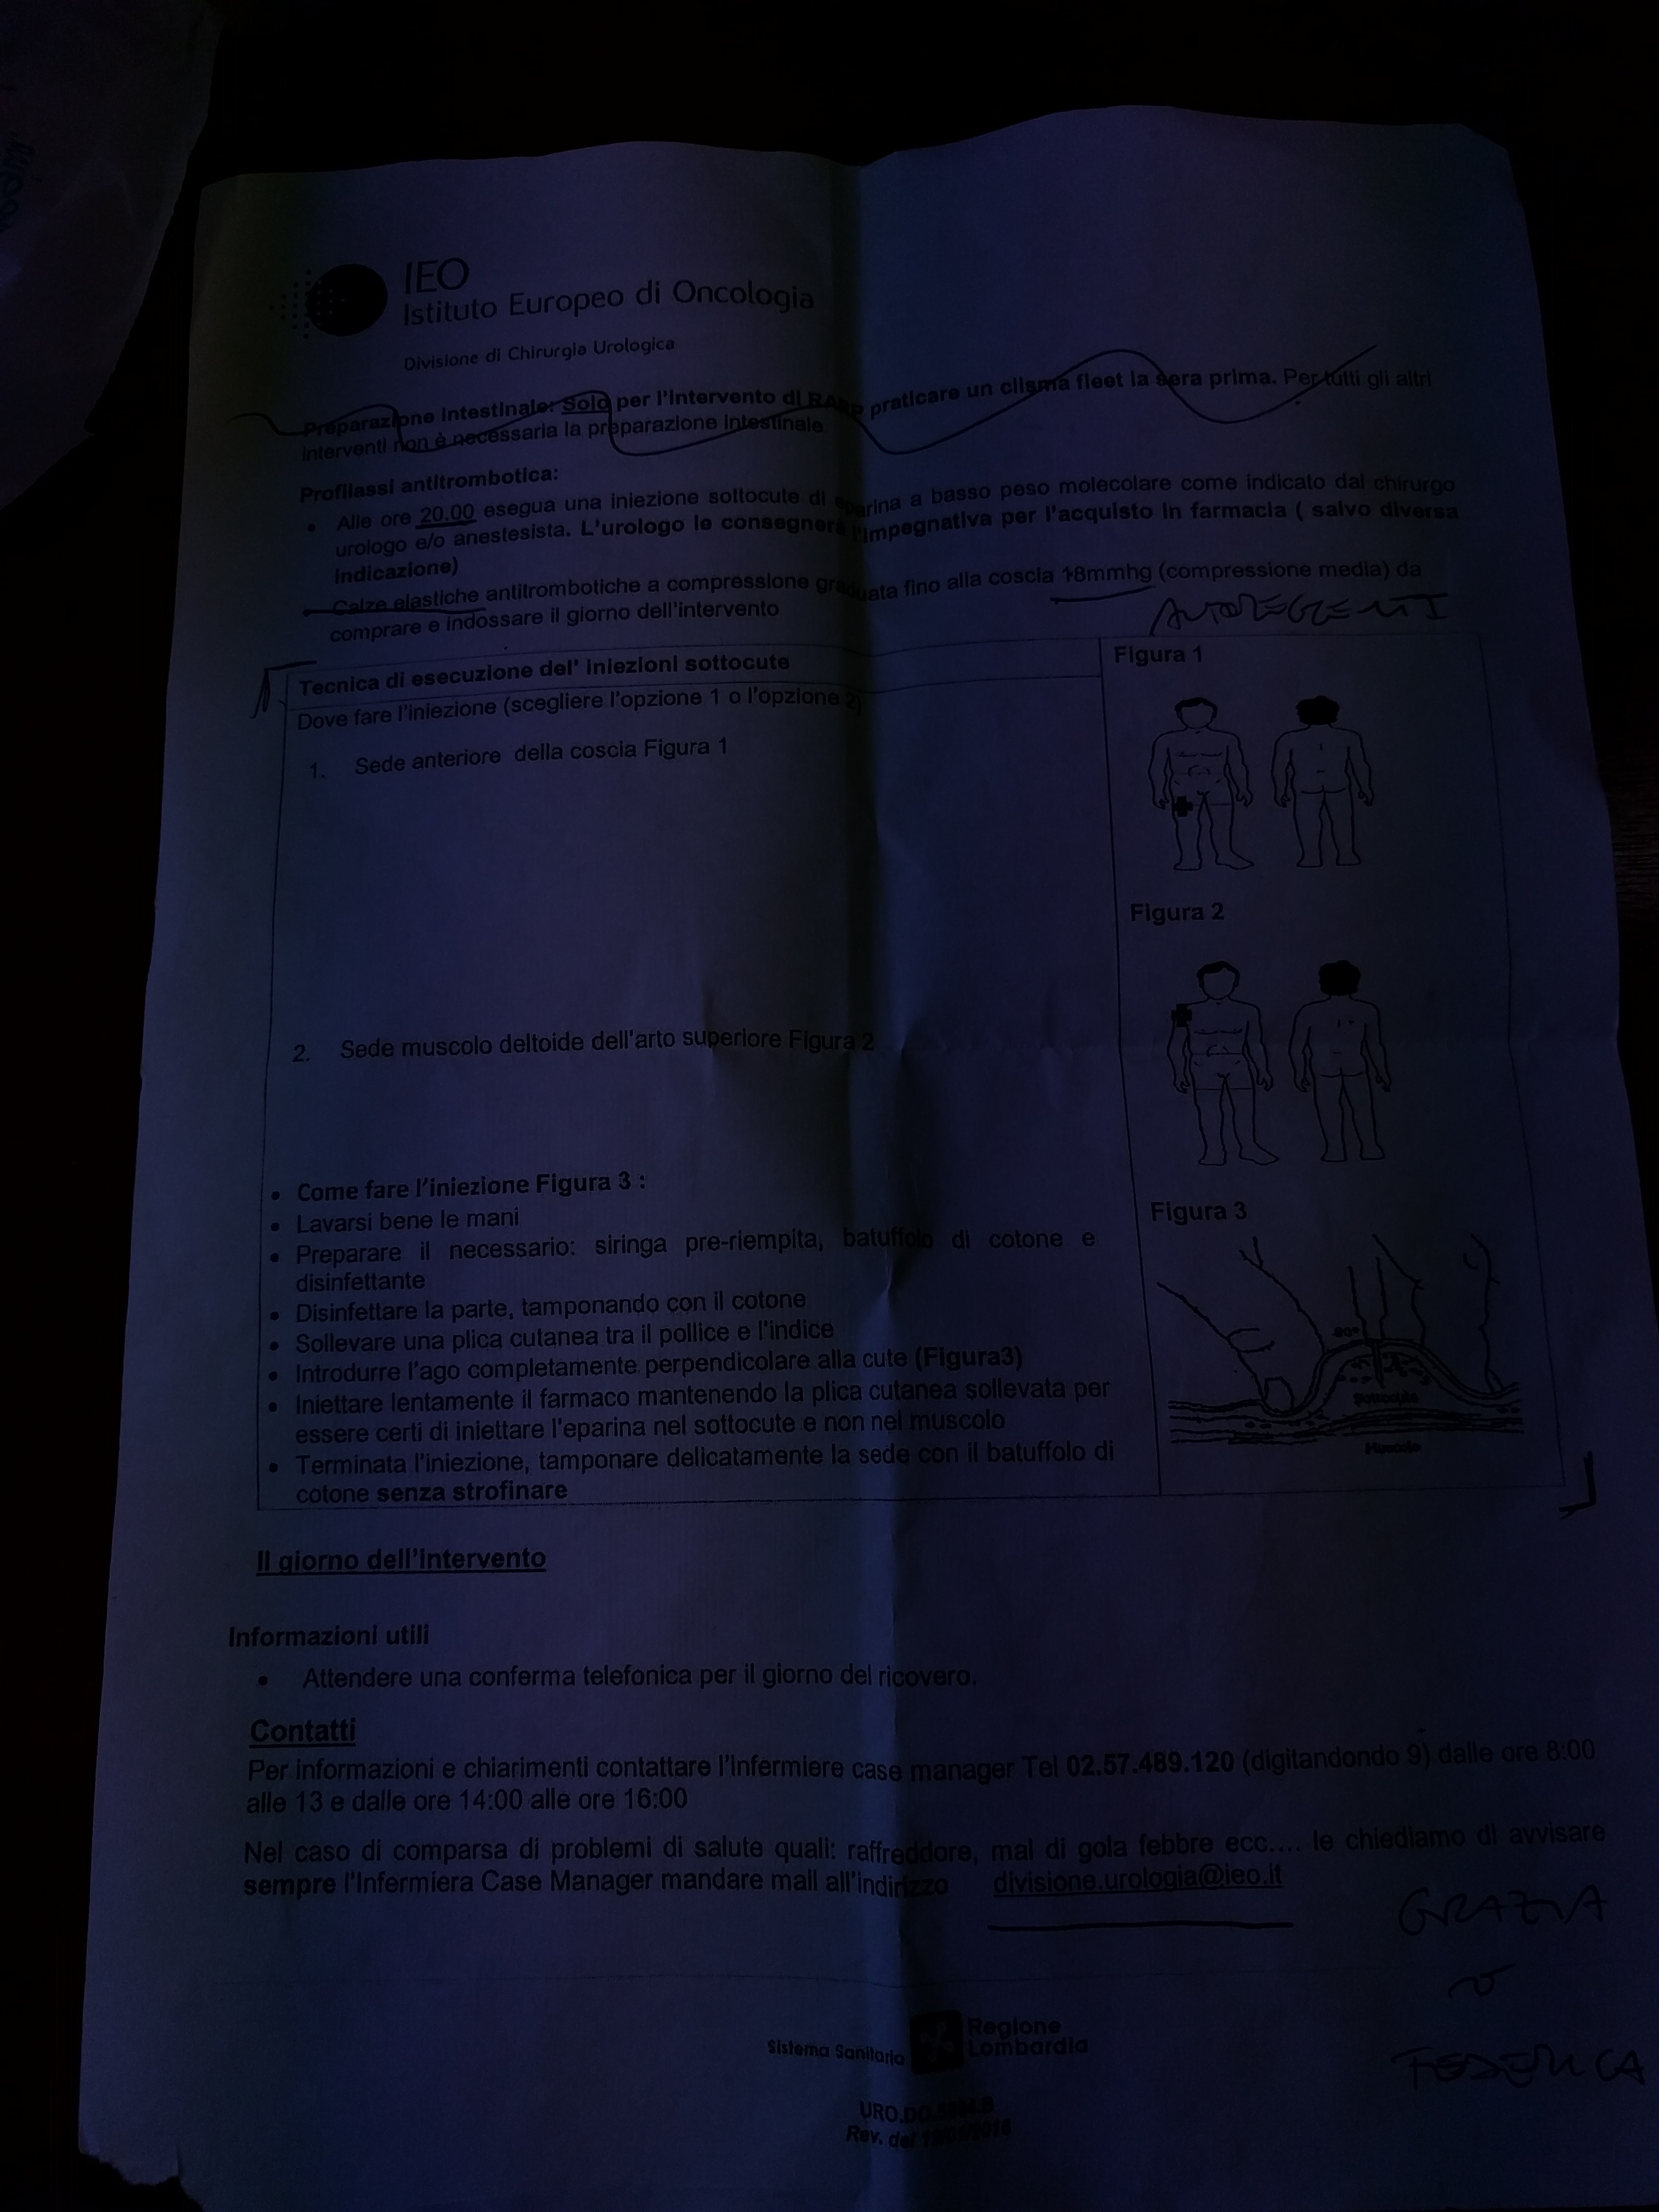 IEO
Istituto Europeo di Oncologia
Divisione di Chirurgia Urologica
Preparazione intestinale: Solo per l'intervento di RARP praticare un clisma fleet la sera prima. Per tutti gli altri
interventi non è necessaria la preparazione intestinale
Profilassi antitrombotica:
• Alle ore 20.00 esegua una iniezione sottocute di eparina a basso peso molecolare come indicato dal chirurgo
urologo e/o anestesista. L'urologo le consegnerà l'impegnativa per l'acquisto in farmacia ( salvo diversa
indicazione)
Calze elastiche antitrombotiche a compressione graduata fino alla coscia 18mmhg (compressione media) da
comprare e indossare il giorno dell'intervento
AUTOREGGENTI
Tecnica di esecuzione del' iniezioni sottocute
Dove fare l'iniezione (scegliere l'opzione 1 o l'opzione 2)
1. Sede anteriore della coscia Figura 1
Figura 1
Figura 2
2. Sede muscolo deltoide dell'arto superiore Figura 2
• Come fare l'iniezione Figura 3 :
• Lavarsi bene le mani
• Preparare il necessario: siringa pre-riempita, batuffolo di cotone e
disinfettante
• Disinfettare la parte, tamponando con il cotone
• Sollevare una plica cutanea tra il pollice e l'indice
• Introdurre l'ago completamente perpendicolare alla cute (Figura3)
• Iniettare lentamente il farmaco mantenendo la plica cutanea sollevata per
essere certi di iniettare l'eparina nel sottocute e non nel muscolo
• Terminata l'iniezione, tamponare delicatamente la sede con il batuffolo di
cotone senza strofinare
Figura 3
90°
Sottocute
Muscolo
Il giorno dell'intervento
Informazioni utili
• Attendere una conferma telefonica per il giorno del ricovero.
Contatti
Per informazioni e chiarimenti contattare l'Infermiere case manager Tel 02.57.489.120 (digitandondo 9) dalle ore 8:00
alle 13 e dalle ore 14:00 alle ore 16:00
Nel caso di comparsa di problemi di salute quali: raffreddore, mal di gola febbre ecc.... le chiediamo di avvisare
sempre l'Infermiera Case Manager mandare mail all'indirizzo divisione.urologia@ieo.it
GRAZIA
o
FEDERICA
Sistema Sanitario
Regione
Lombardia
Rev. del